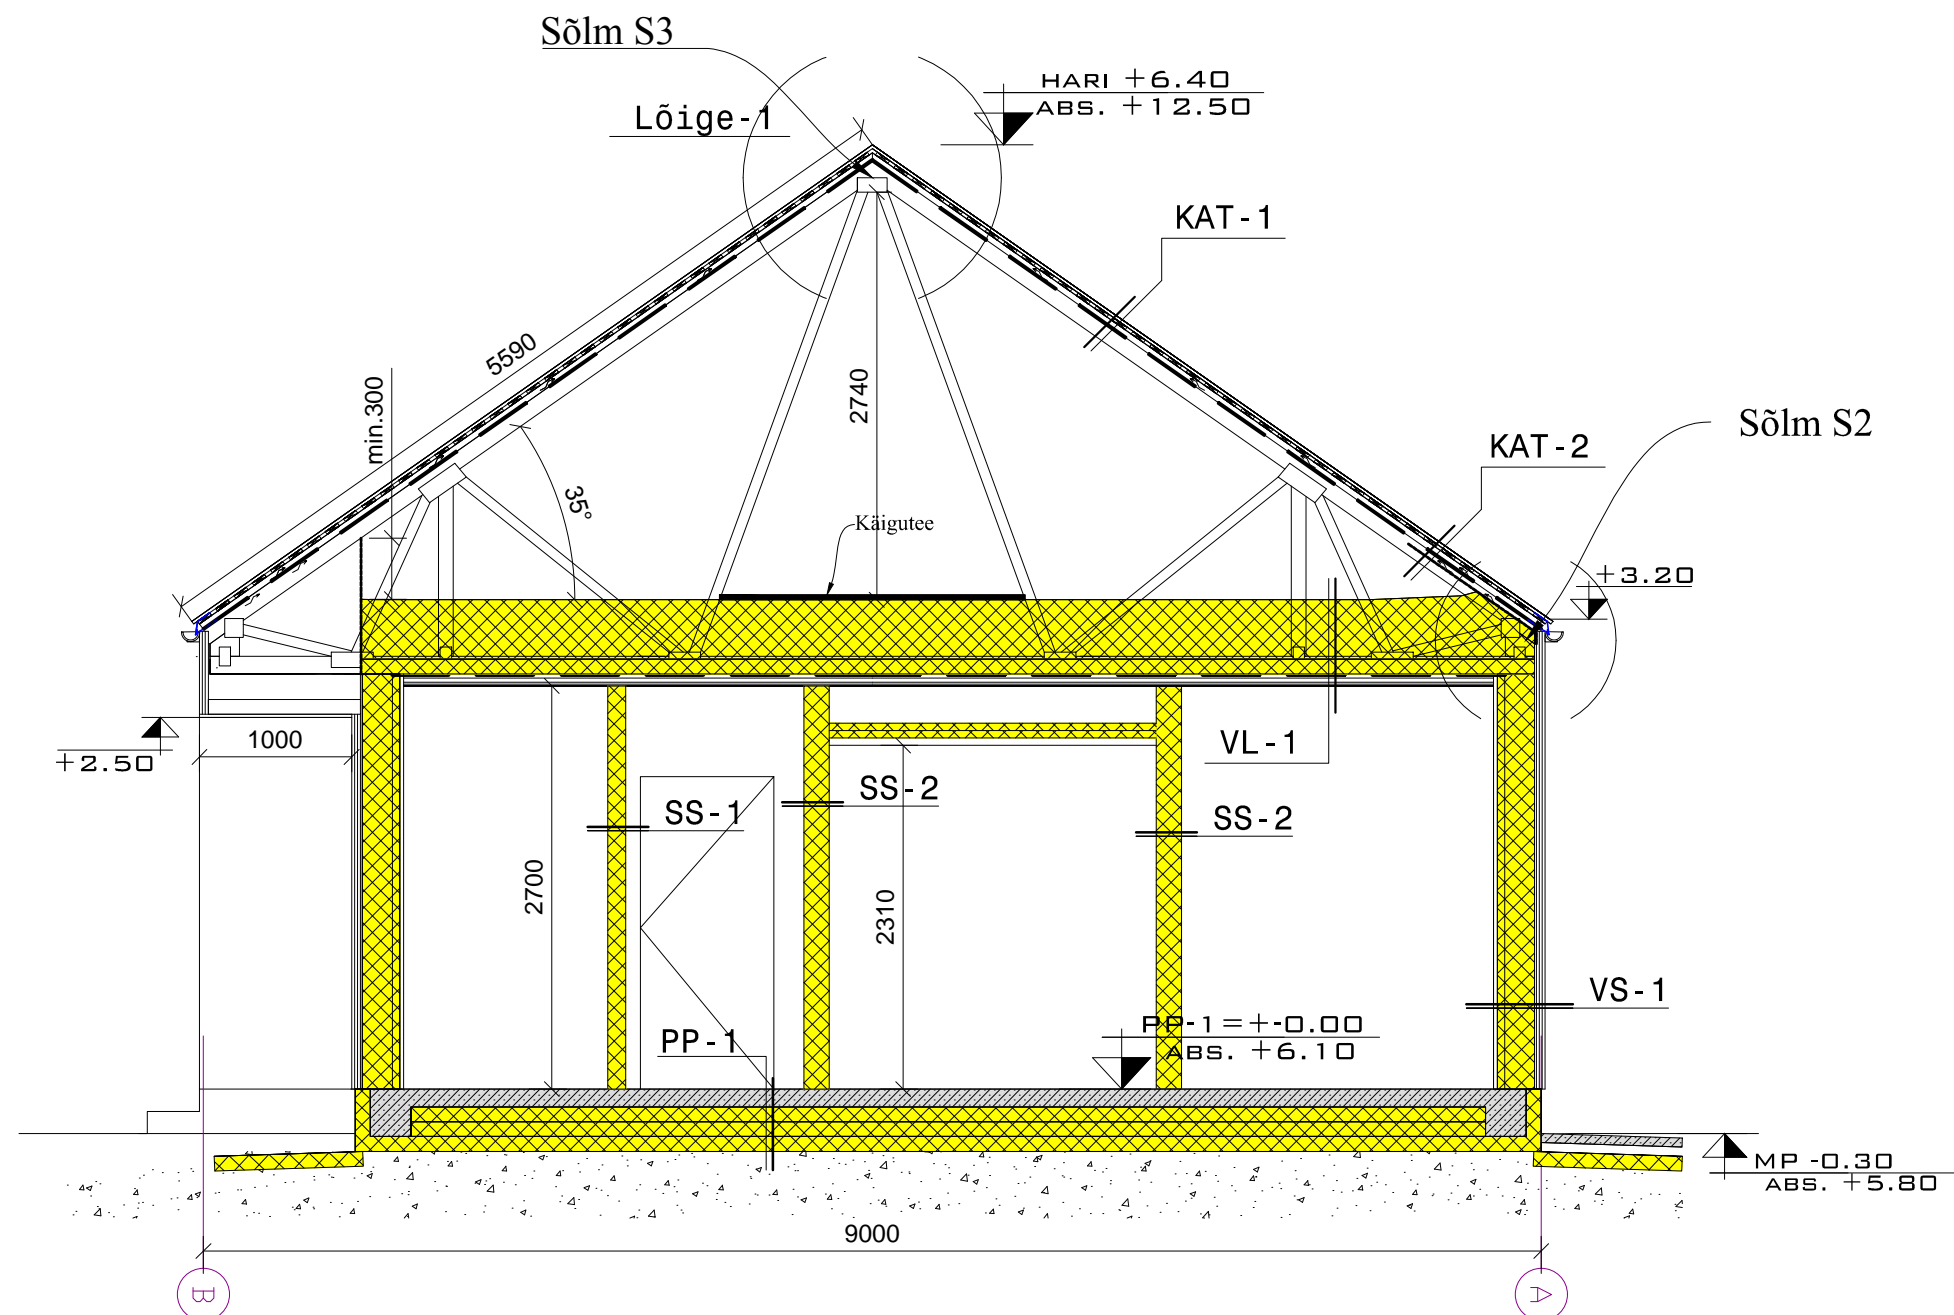 Sõlm S3
HARI +6.40
ABS. +12.50
Lõige-1
KAT-1
5590
min.300
2740
35°
Käigutee
KAT-2
Sõlm S2
+3.20
+2.50
1000
VL-1
SS-1
SS-2
SS-2
2700
2310
VS-1
PP-1
PP-1=+-0.00
ABS. +6.10
MP -0.30
ABS. +5.80
9000
B
A